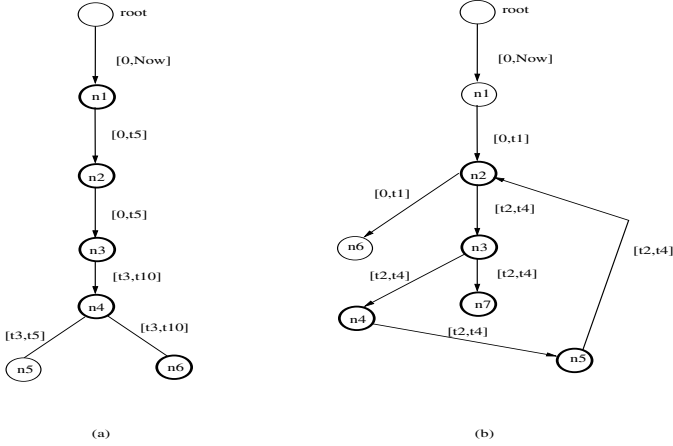 root
[0,Now]
n1
[0,t5]
n2
[0,t5]
n3
[t3,t10]
n4
[t3,t5]
[t3,t10]
n5
n6
(a)
root
[0,Now]
n1
[0,t1]
n2
[0,t1]
[t2,t4]
n6
n3
[t2,t4]
[t2,t4]
[t2,t4]
n4
n7
[t2,t4]
n5
(b)